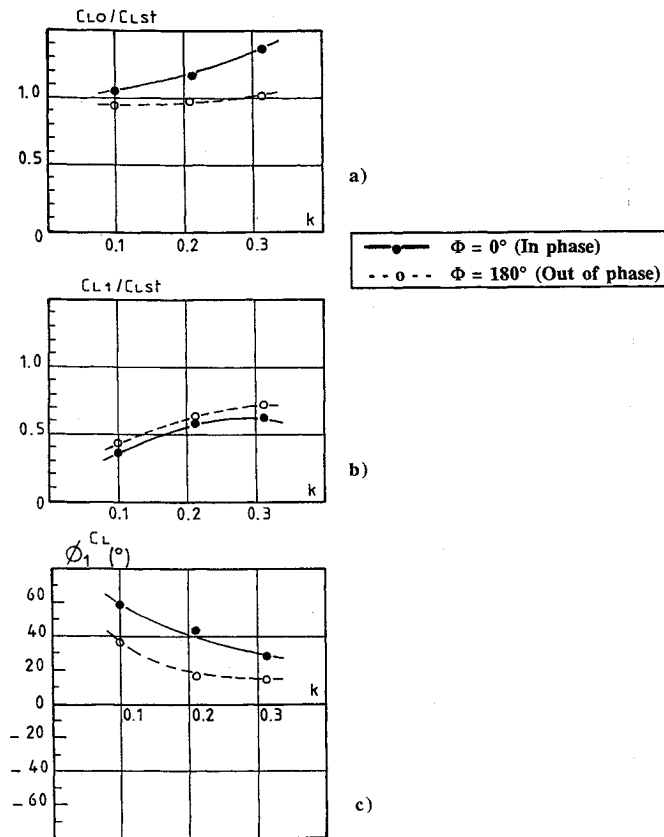 CL0/CLst
1.0
0.5
0
0.1 0.2 0.3
k
a)
Φ = 0° (In phase)
Φ = 180° (Out of phase)
CL1/CLst
1.0
0.5
0
0.1 0.2 0.3
k
b)
Ø1 CL (°)
60
40
20
0
-20
-40
-60
0.1 0.2 0.3
k
c)